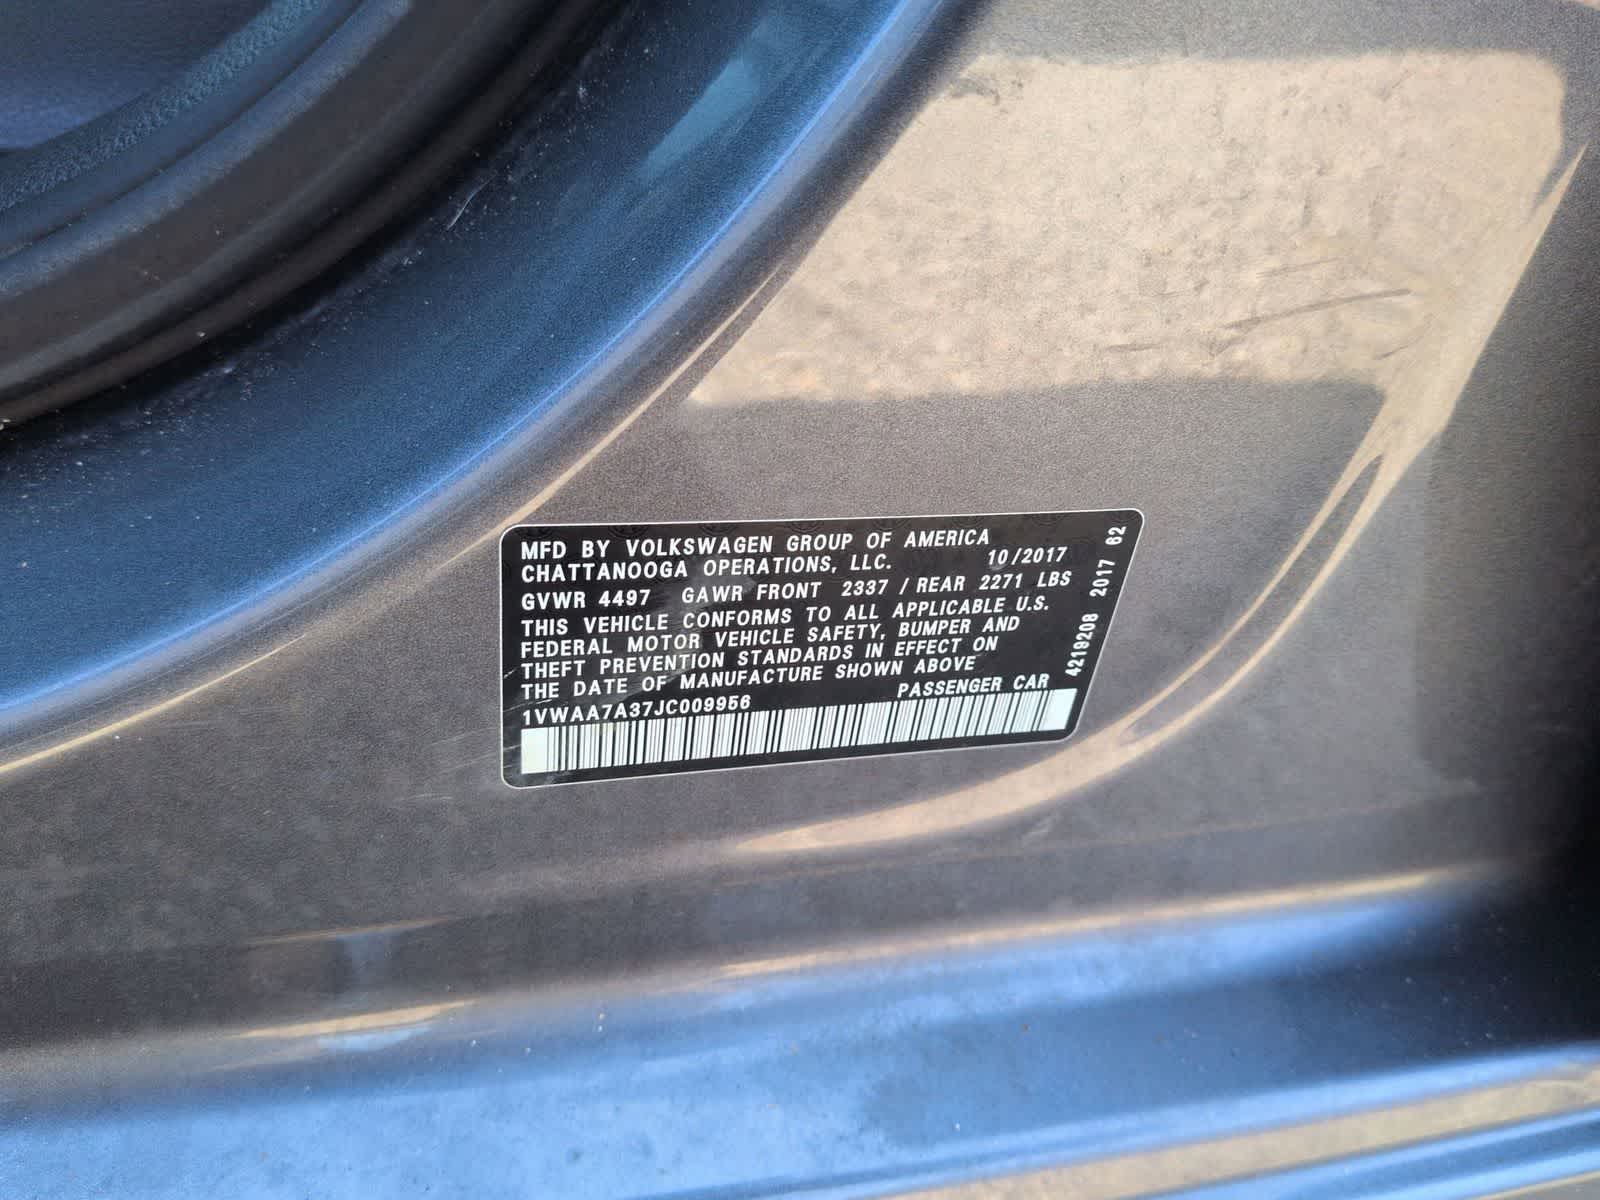 MFD BY VOLKSWAGEN GROUP OF AMERICA
CHATTANOOGA OPERATIONS, LLC. 10/2017
GVWR 4497 GAWR FRONT 2337 / REAR 2271 LBS
THIS VEHICLE CONFORMS TO ALL APPLICABLE U.S.
FEDERAL MOTOR VEHICLE SAFETY, BUMPER AND
THEFT PREVENTION STANDARDS IN EFFECT ON
THE DATE OF MANUFACTURE SHOWN ABOVE
1VWAA7A37JC009956 PASSENGER CAR
4219208 2017 62